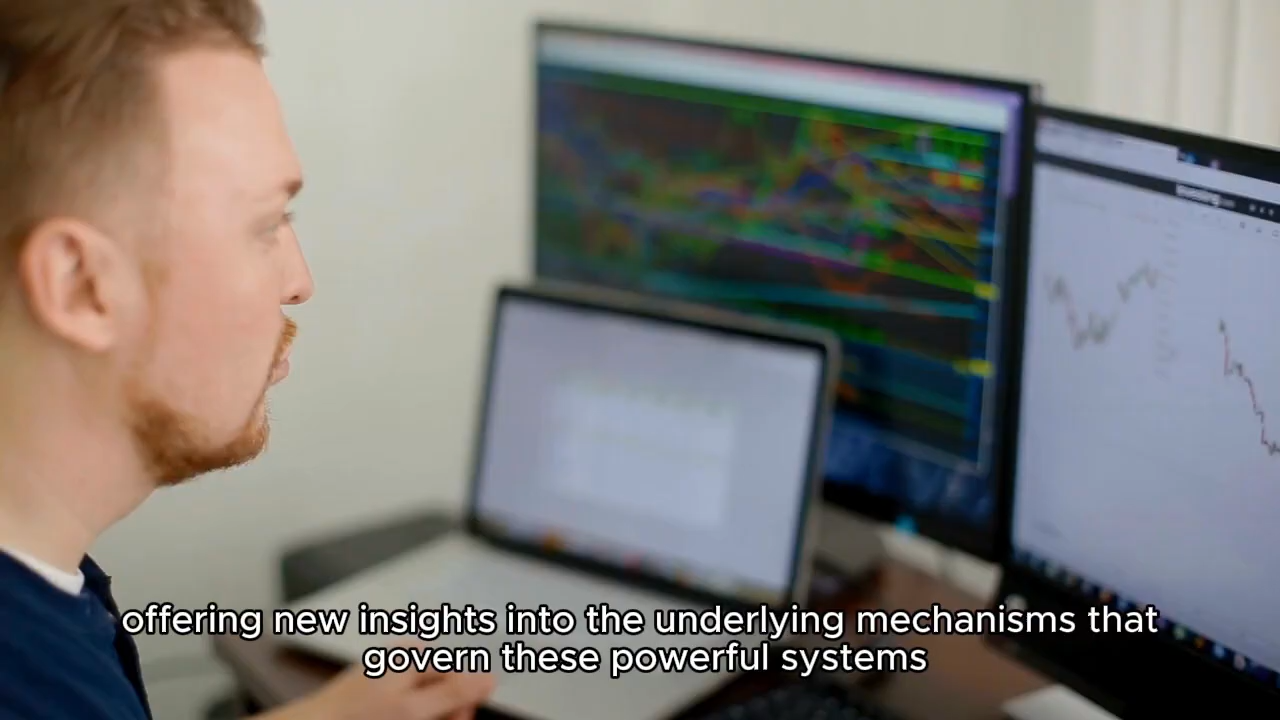 offering new insights into the underlying mechanisms that
govern these powerful systems